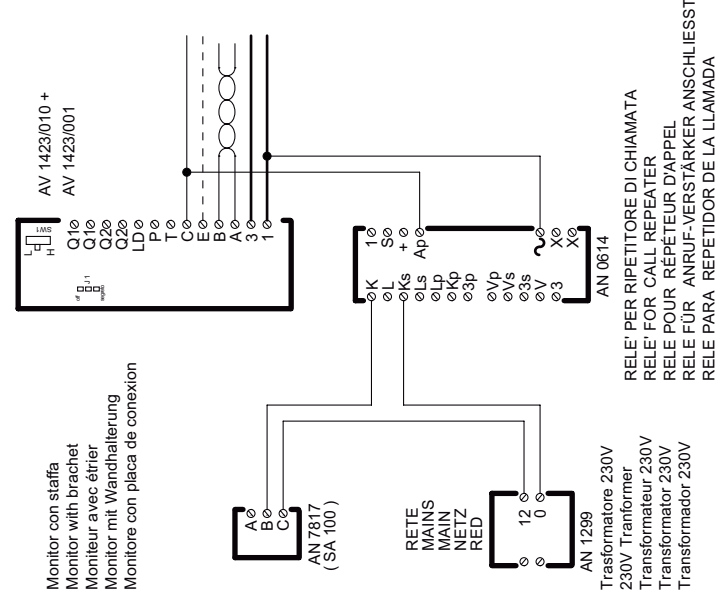 AV 1423/010 +
AV 1423/001
L
H
SW1
off
J1
segreto
Q1
Q1
Q2
Q2
LD
P
T
C
E
B
A
3
1
Monitor con staffa
Monitor with brachet
Moniteur avec étrier
Monitor mit Wandhalterung
Monitore con placa de conexion
1
S
+
Ap
~
X
X
K
L
Ks
Ls
Lp
Kp
3p
Vp
Vs
3s
V
3
AN 0614
RELE' PER RIPETITORE DI CHIAMATA
RELE' FOR CALL REPEATER
RELE POUR RÉPÉTEUR D'APPEL
RELE FÜR  ANRUF-VERSTÄRKER ANSCHLIESST
RELE PARA  REPETIDOR DE LA LLAMADA
A
B
C
AN 7817
( SA 100 )
RETE
MAINS
MAIN
NETZ
RED
12
0
AN 1299
Trasformatore 230V
230V Tranformer
Transformateur 230V
Transformator 230V
Transformador 230V